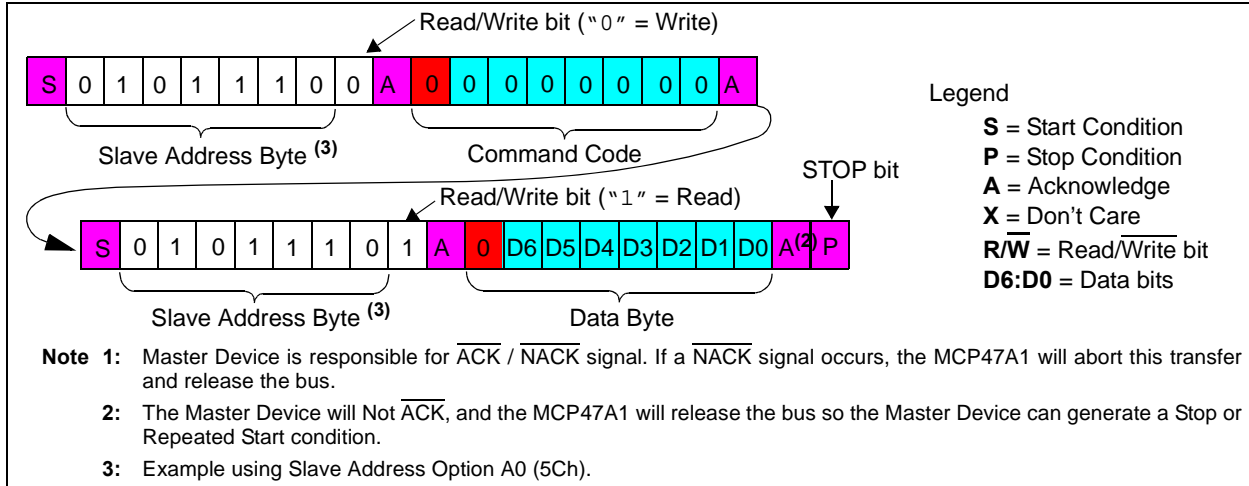 Read/Write bit ("0" = Write)
S 0 1 0 1 1 1 0 0 A 0 0 0 0 0 0 0 0 A
Slave Address Byte (3) Command Code
STOP bit
Read/Write bit ("1" = Read)
S 0 1 0 1 1 1 0 1 A 0 D6 D5 D4 D3 D2 D1 D0 A(2) P
Slave Address Byte (3) Data Byte
Legend
S = Start Condition
P = Stop Condition
A = Acknowledge
X = Don't Care
R/W̅ = Read/W̅r̅i̅t̅e̅ bit
D6:D0 = Data bits
Note 1: Master Device is responsible for A̅C̅K̅ / N̅A̅C̅K̅ signal. If a N̅A̅C̅K̅ signal occurs, the MCP47A1 will abort this transfer
and release the bus.
2: The Master Device will Not A̅C̅K̅, and the MCP47A1 will release the bus so the Master Device can generate a Stop or
Repeated Start condition.
3: Example using Slave Address Option A0 (5Ch).